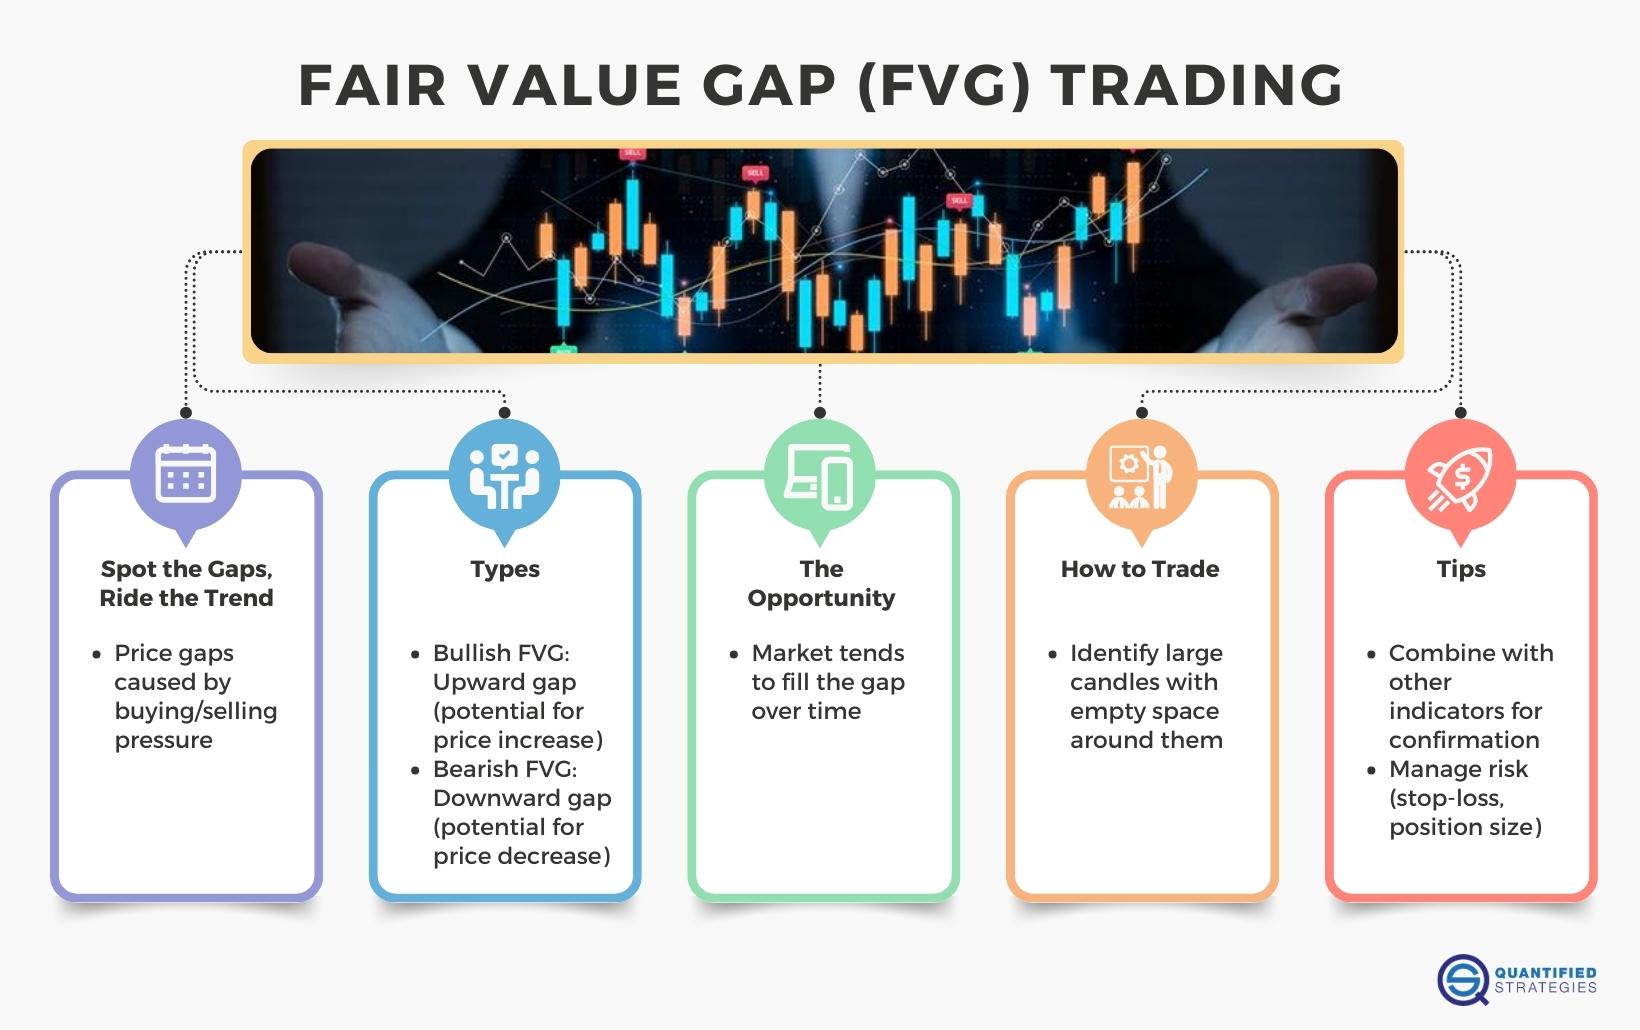 FAIR VALUE GAP (FVG) TRADING
SELL
SELL
SELL
Spot the Gaps,
Ride the Trend
• Price gaps
caused by
buying/selling
pressure
Types
• Bullish FVG:
Upward gap
(potential for
price increase)
• Bearish FVG:
Downward gap
(potential for
price decrease)
The
Opportunity
• Market tends
to fill the gap
over time
How to Trade
• Identify large
candles with
empty space
around them
Tips
• Combine with
other
indicators for
confirmation
• Manage risk
(stop-loss,
position size)
QUANTIFIED
STRATEGIES